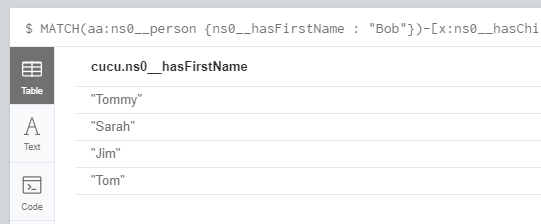 $ MATCH(aa:ns0__person {ns0__hasFirstName : "Bob"})-[x:ns0__hasChi
Table
cucu.ns0__hasFirstName
"Tommy"
"Sarah"
Text
"Jim"
"Tom"
Code